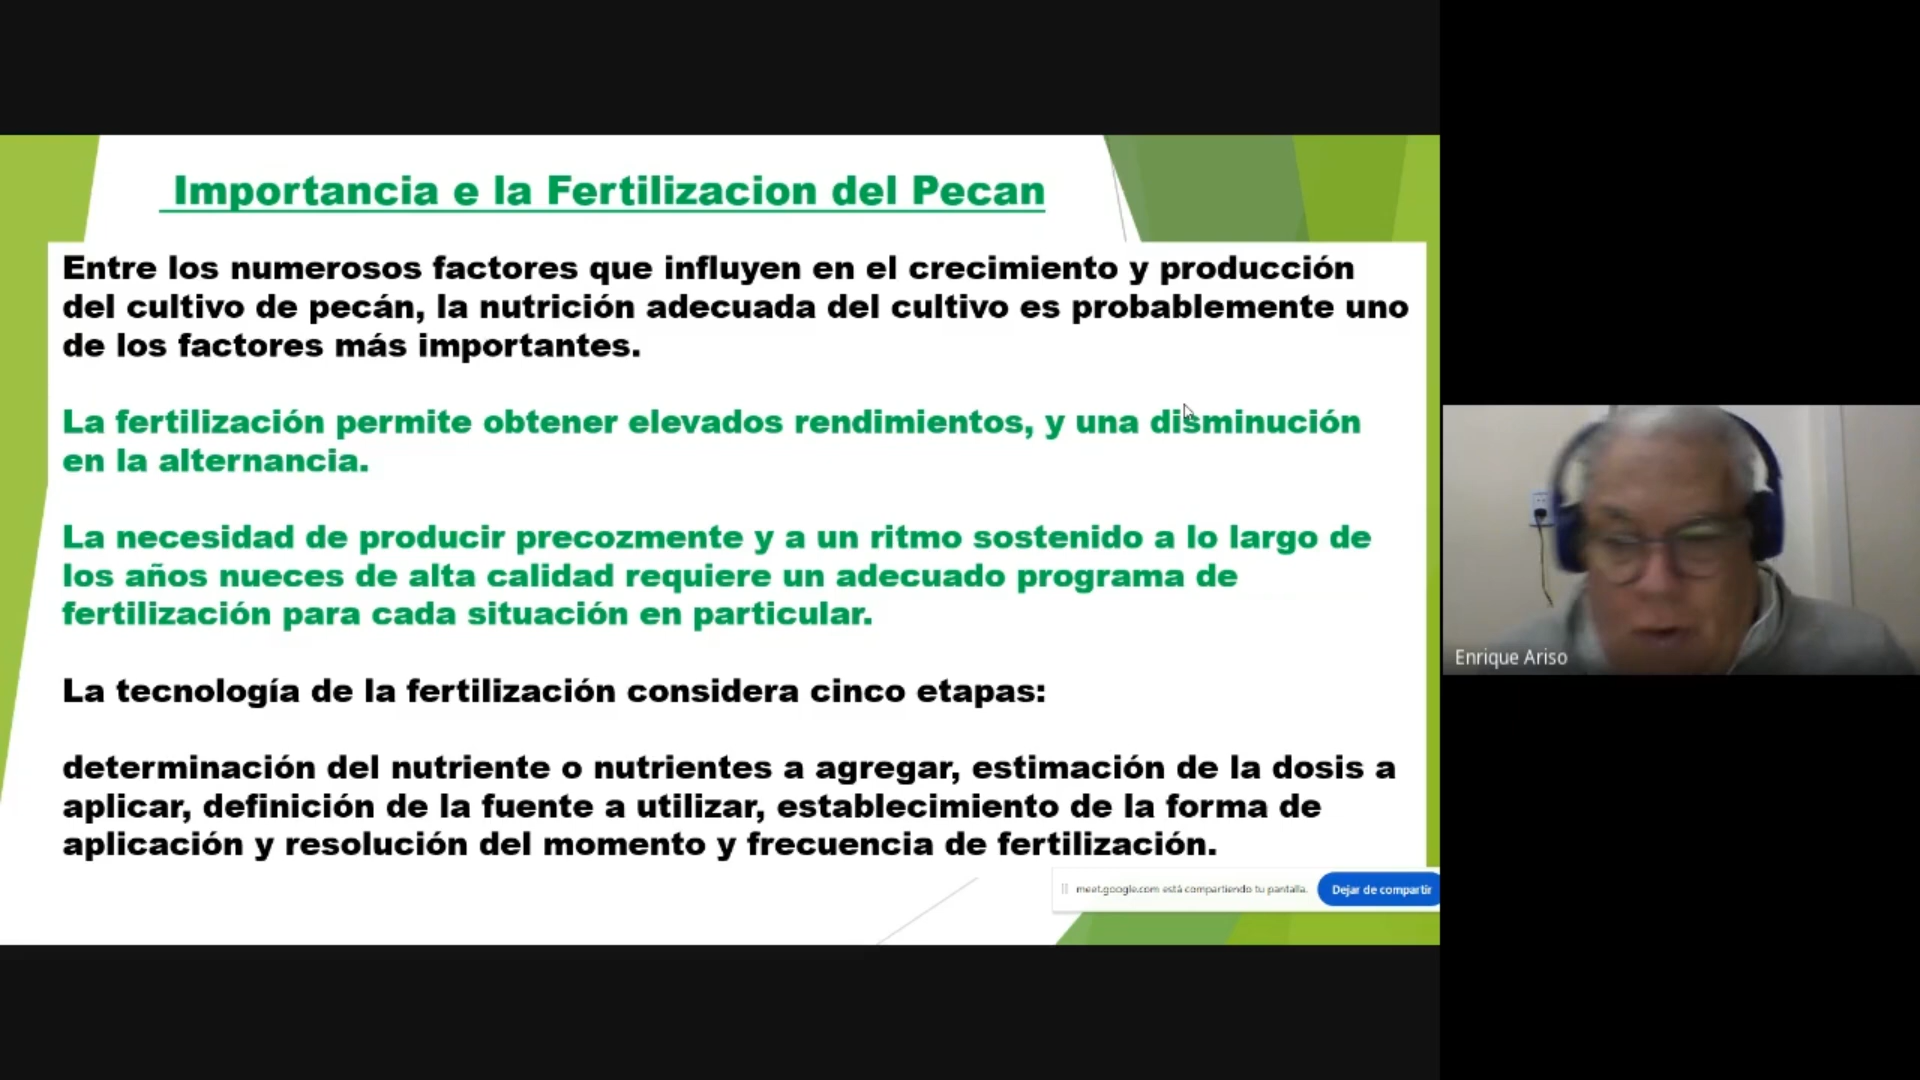 Importancia e la Fertilizacion del Pecan
Entre los numerosos factores que influyen en el crecimiento y producción
del cultivo de pecán, la nutrición adecuada del cultivo es probablemente uno
de los factores más importantes.
La fertilización permite obtener elevados rendimientos, y una disminución
en la alternancia.
La necesidad de producir precozmente y a un ritmo sostenido a lo largo de
los años nueces de alta calidad requiere un adecuado programa de
fertilización para cada situación en particular.
La tecnología de la fertilización considera cinco etapas:
determinación del nutriente o nutrientes a agregar, estimación de la dosis a
aplicar, definición de la fuente a utilizar, establecimiento de la forma de
aplicación y resolución del momento y frecuencia de fertilización.
meet.google.com está compartiendo tu pantalla.
Dejar de compartir
Enrique Ariso